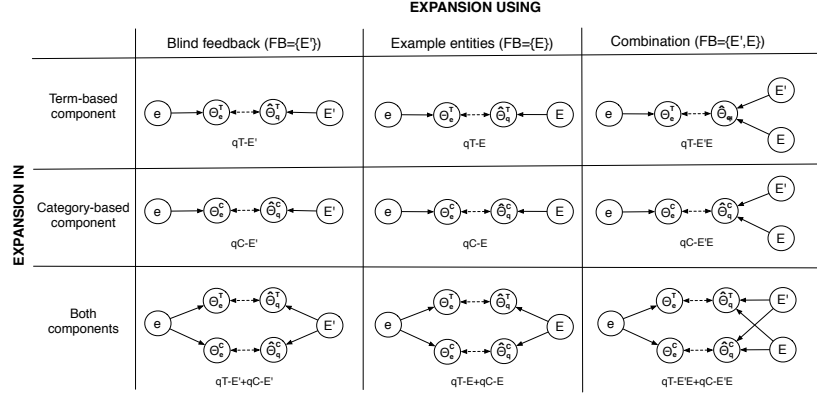 EXPANSION USING
Blind feedback (FB={E'})
Example entities (FB={E})
Combination (FB={E',E})
EXPANSION IN
Term-based
component
e Θ_e^T Θ̂_q^T E'
qT-E'
e Θ_e^T Θ̂_q^T E
qT-E
e Θ_e^T E' E
qT-E'E
Category-based
component
e Θ_e^C Θ̂_q^C E'
qC-E'
e Θ_e^C Θ̂_q^C E
qC-E
e Θ_e^C Θ̂_q^C E' E
qC-E'E
Both
components
e Θ_e^T Θ̂_q^T Θ_e^C Θ̂_q^C E'
qT-E'+qC-E'
e Θ_e^T Θ̂_q^T Θ_e^C Θ̂_q^C E
qT-E+qC-E
e Θ_e^T Θ̂_q^T Θ_e^C Θ̂_q^C E' E
qT-E'E+qC-E'E